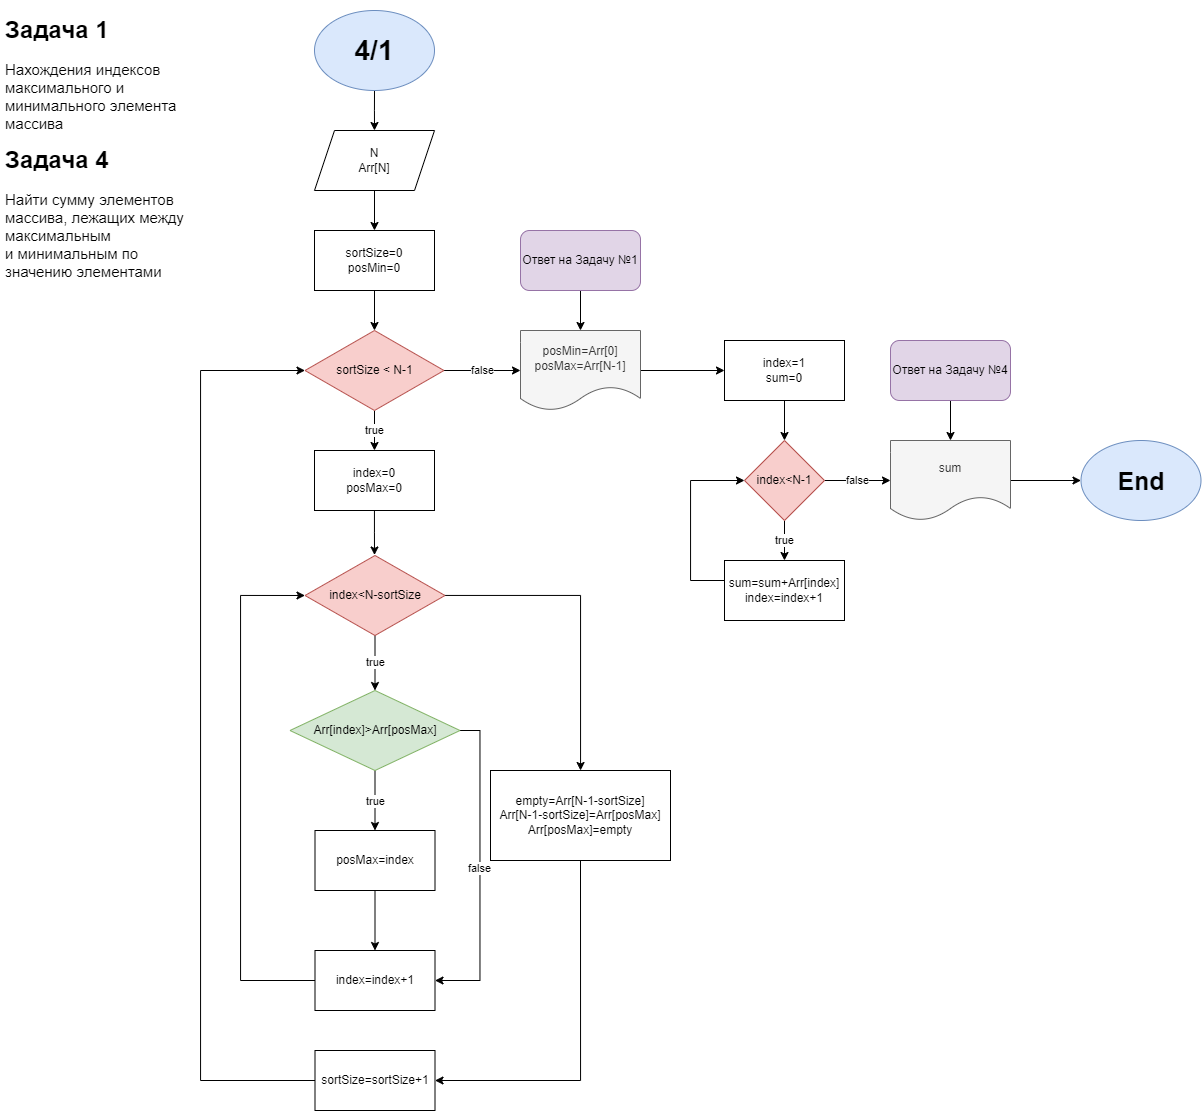 Задача 1
Нахождения индексов
максимального и
минимального элемента
массива
Задача 4
Найти сумму элементов
массива, лежащих между
максимальным
и минимальным по
значению элементами
4/1
N
Arr[N]
sortSize=0
posMin=0
sortSize < N-1
false
true
index=0
posMax=0
index<N-sortSize
true
Arr[index]>Arr[posMax]
true
false
posMax=index
index=index+1
sortSize=sortSize+1
empty=Arr[N-1-sortSize]
Arr[N-1-sortSize]=Arr[posMax]
Arr[posMax]=empty
Ответ на Задачу №1
posMin=Arr[0]
posMax=Arr[N-1]
index=1
sum=0
index<N-1
false
true
sum=sum+Arr[index]
index=index+1
Ответ на Задачу №4
sum
End